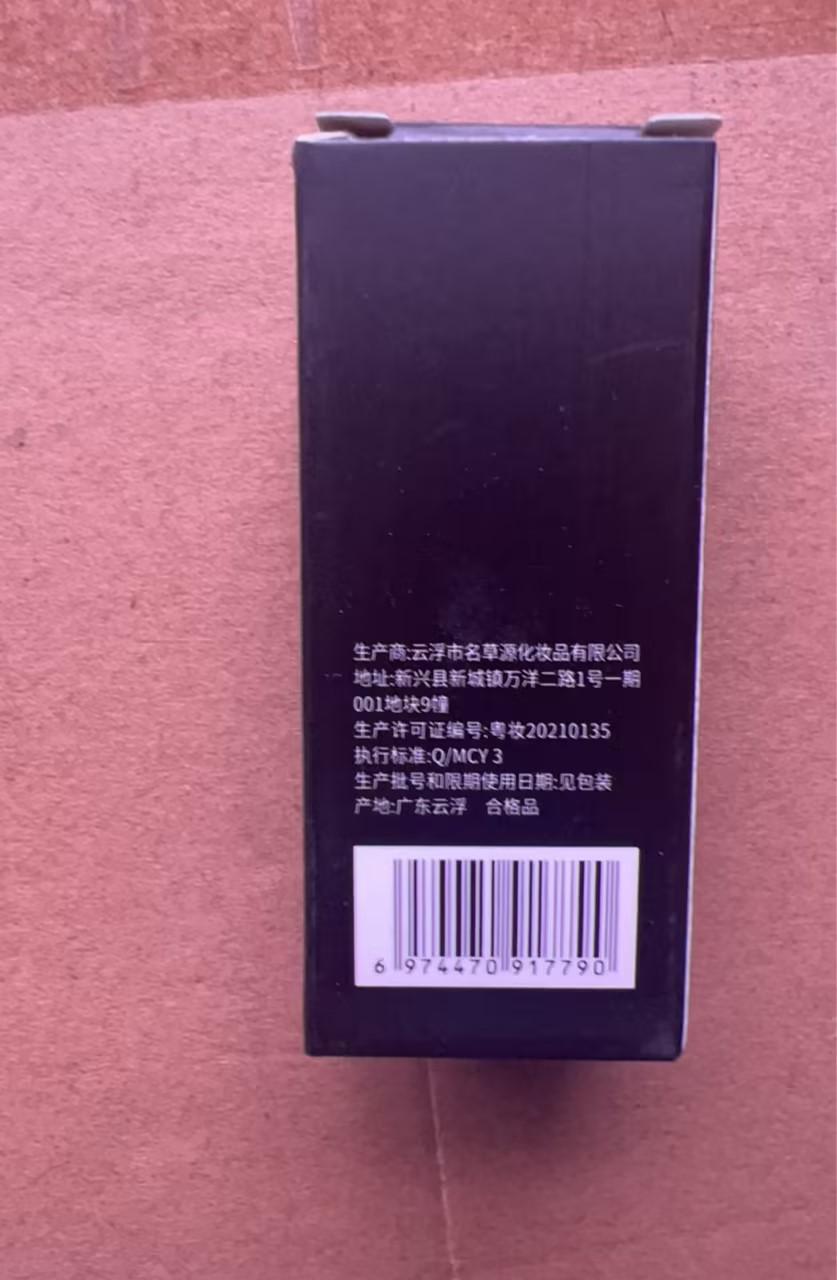 生产商:云浮市名草源化妆品有限公司
地址:新兴县新城镇万洋二路1号一期
001地块9幢
生产许可证编号:粤妆20210135
执行标准:Q/MCY 3
生产批号和限期使用日期:见包装
产地:广东云浮 合格品
6 974470 917790